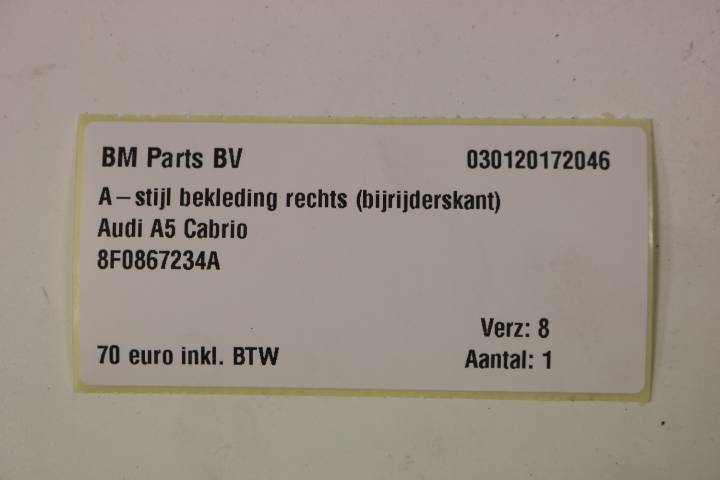 BM Parts BV 030120172046
A – stijl bekleding rechts (bijrijderskant)
Audi A5 Cabrio
8F0867234A
Verz: 8
70 euro inkl. BTW Aantal: 1